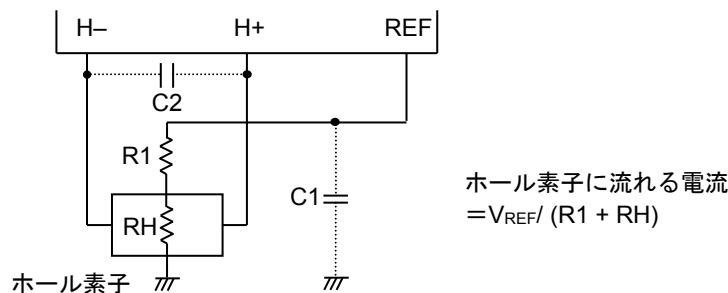 H– H+ REF
C2
R1
C1
RH
ホール素子
ホール素子に流れる電流
＝VREF/ (R1 + RH)